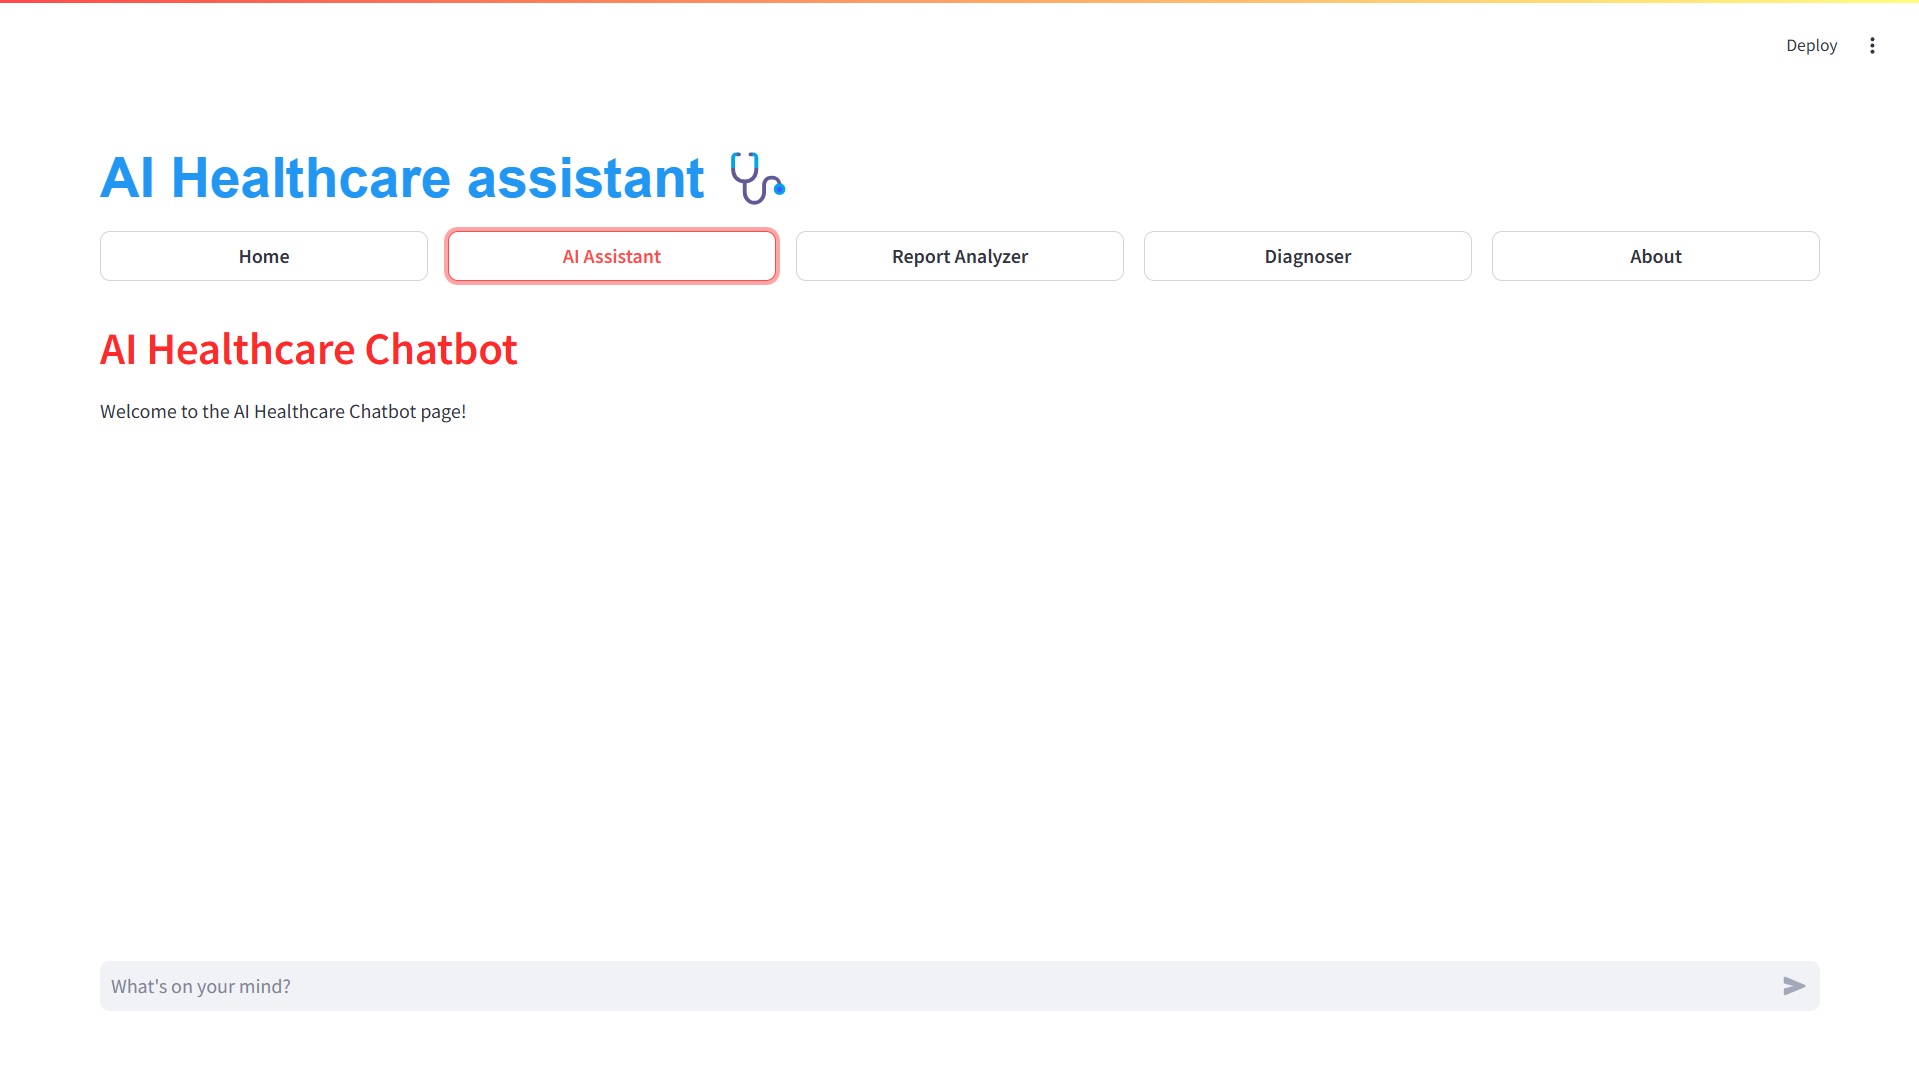 Deploy
AI Healthcare assistant
Home
AI Assistant
Report Analyzer
Diagnoser
About
AI Healthcare Chatbot
Welcome to the AI Healthcare Chatbot page!
What's on your mind?